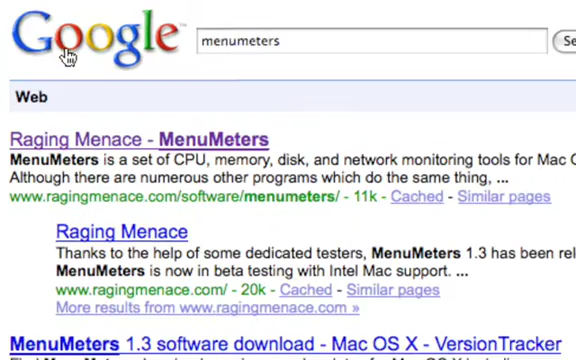 Google™
menumeters
Se
Web
Raging Menace - MenuMeters
MenuMeters is a set of CPU, memory, disk, and network monitoring tools for Mac O
Although there are numerous other programs which do the same thing, ...
www.ragingmenace.com/software/menumeters/ - 11k - Cached - Similar pages
Raging Menace
Thanks to the help of some dedicated testers, MenuMeters 1.3 has been rel
MenuMeters is now in beta testing with Intel Mac support. ...
www.ragingmenace.com/ - 20k - Cached - Similar pages
More results from www.ragingmenace.com »
MenuMeters 1.3 software download - Mac OS X - VersionTracker